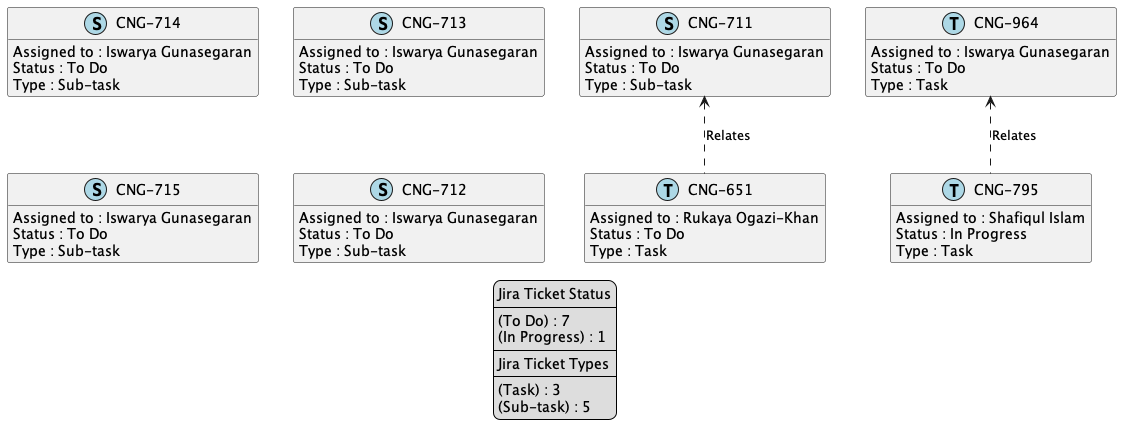 S CNG-714
Assigned to : Iswarya Gunasegaran
Status : To Do
Type : Sub-task
S CNG-713
Assigned to : Iswarya Gunasegaran
Status : To Do
Type : Sub-task
S CNG-711
Assigned to : Iswarya Gunasegaran
Status : To Do
Type : Sub-task
T CNG-964
Assigned to : Iswarya Gunasegaran
Status : To Do
Type : Task
Relates
Relates
S CNG-715
Assigned to : Iswarya Gunasegaran
Status : To Do
Type : Sub-task
S CNG-712
Assigned to : Iswarya Gunasegaran
Status : To Do
Type : Sub-task
T CNG-651
Assigned to : Rukaya Ogazi-Khan
Status : To Do
Type : Task
T CNG-795
Assigned to : Shafiqul Islam
Status : In Progress
Type : Task
Jira Ticket Status
(To Do) : 7
(In Progress) : 1
Jira Ticket Types
(Task) : 3
(Sub-task) : 5